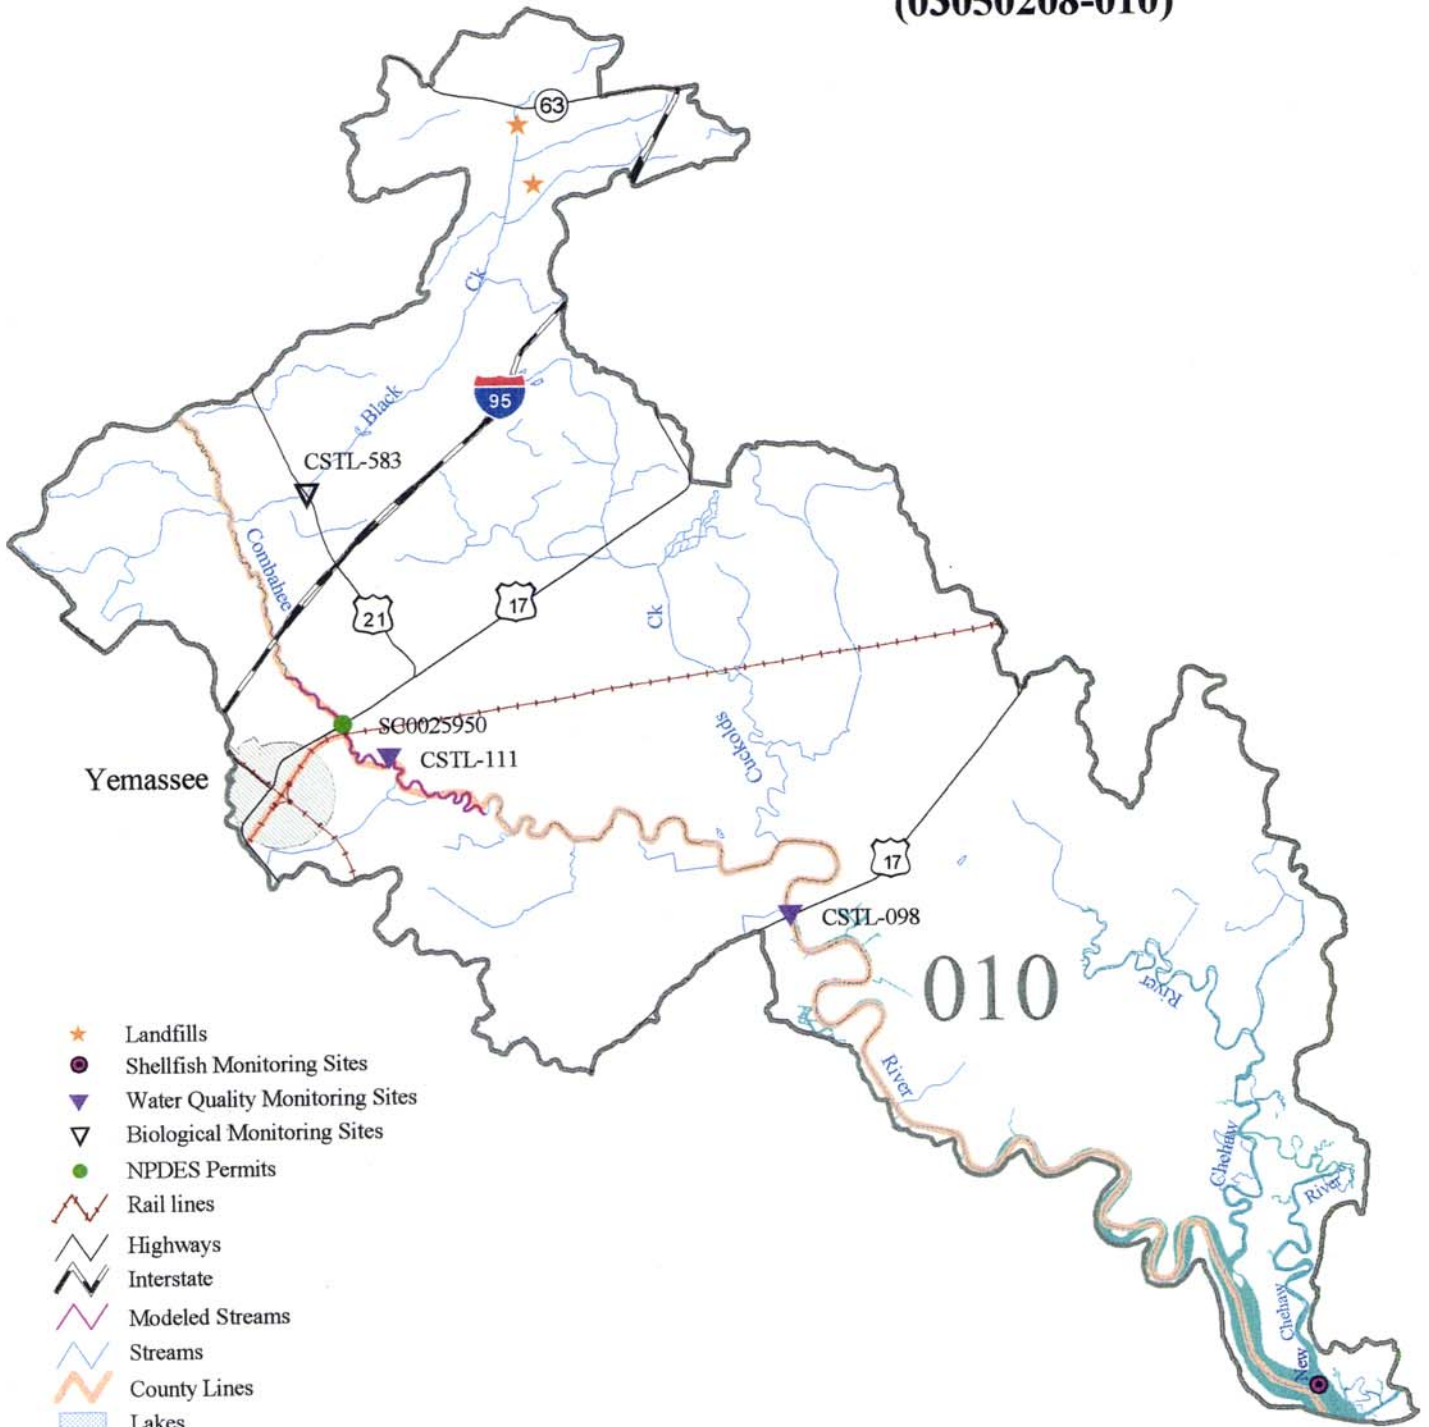 (03050208-010)
63
Ck
95
Black
CSTL-583
Combahee
21
17
Ck
SC0025950
CSTL-111
Cuckolds
Yemassee
17
CSTL-098
010
River
River
Chehaw
River
New Chehaw
Landfills
Shellfish Monitoring Sites
Water Quality Monitoring Sites
Biological Monitoring Sites
NPDES Permits
Rail lines
Highways
Interstate
Modeled Streams
Streams
County Lines
Lakes